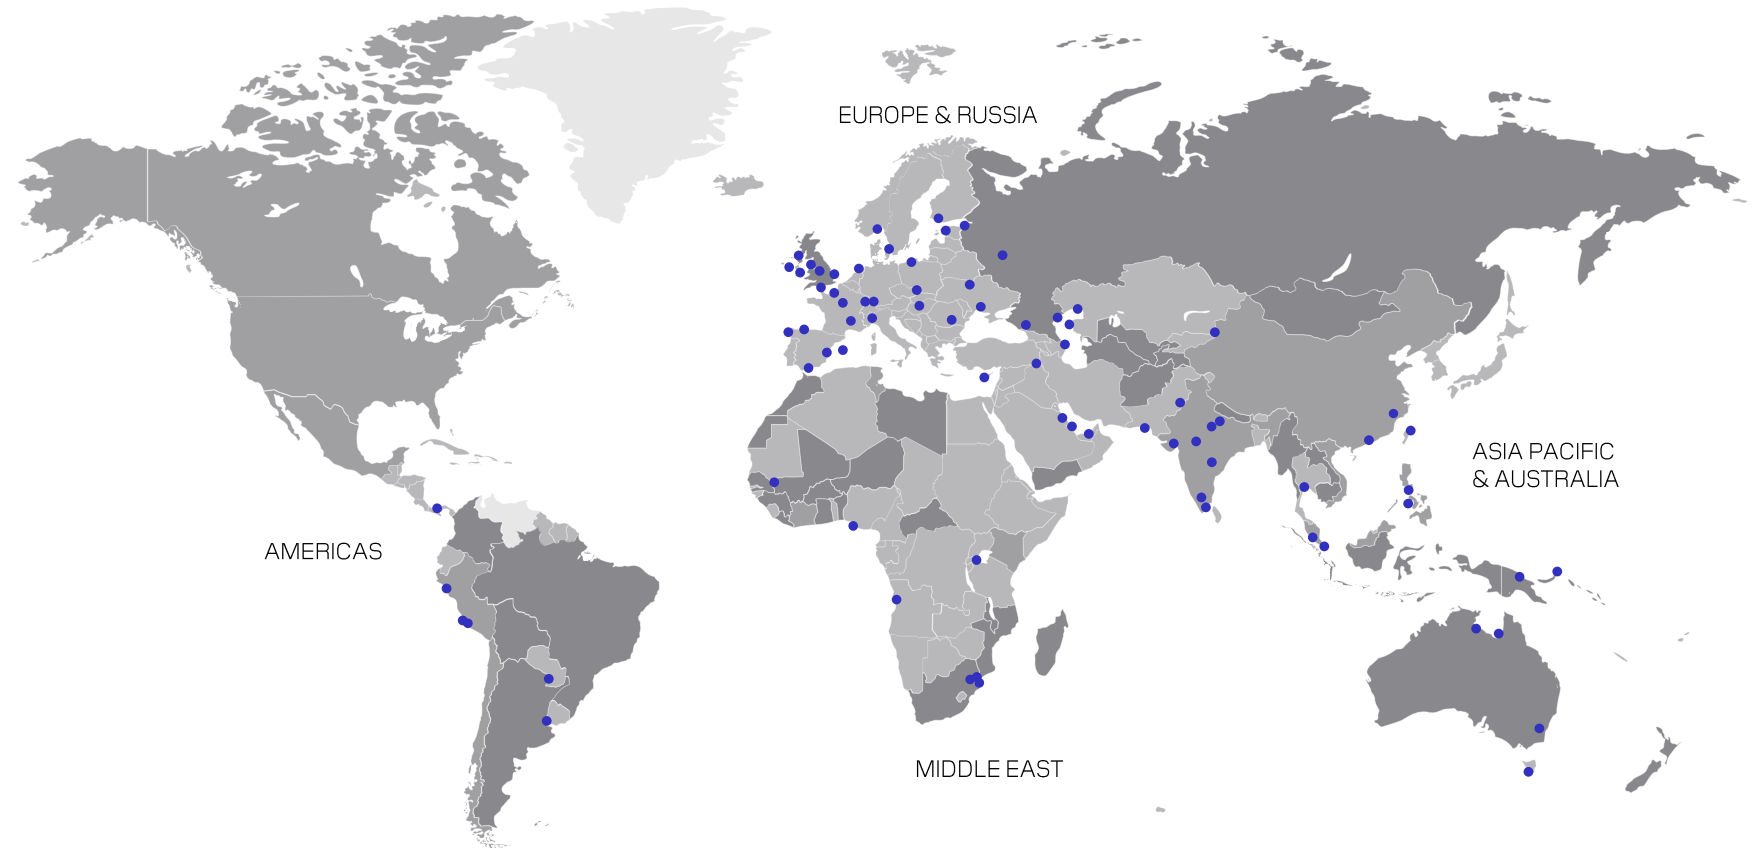 EUROPE & RUSSIA
ASIA PACIFIC
& AUSTRALIA
AMERICAS
MIDDLE EAST